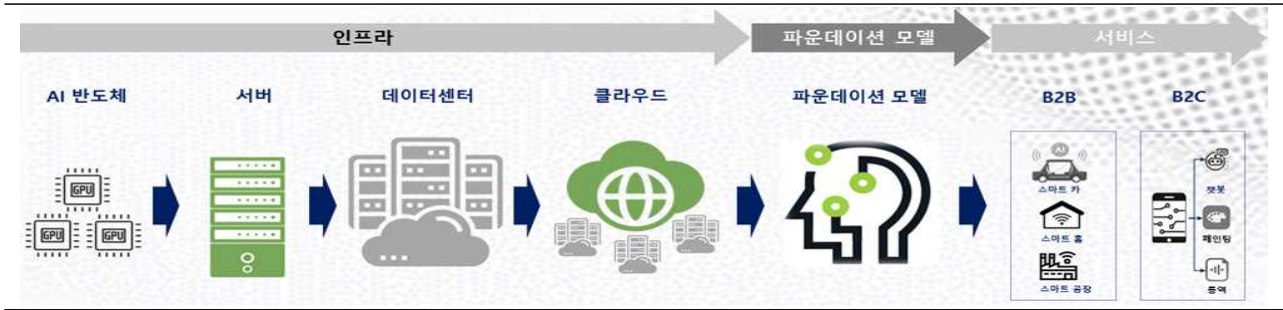 인프라
파운데이션 모델
서비스
AI 반도체
서버
데이터센터
클라우드
파운데이션 모델
B2B
B2C
GPU
GPU
GPU
AI
스마트 카
스마트 홈
스마트 공장
챗봇
페인팅
통역